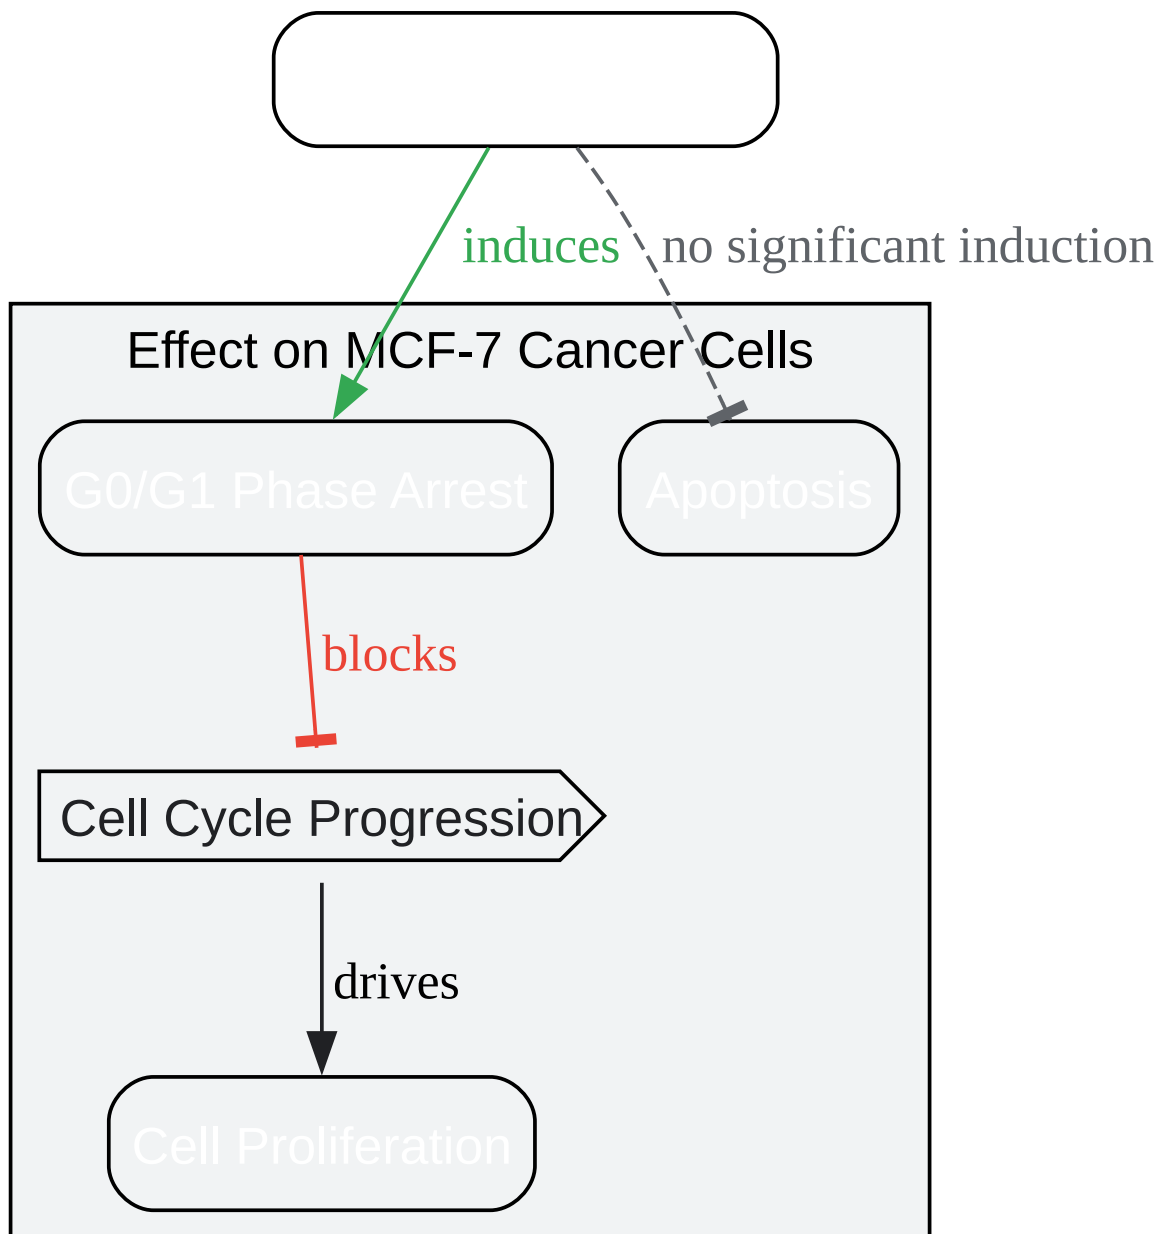 induces
no significant induction
Effect on MCF-7 Cancer Cells
G0/G1 Phase Arrest
Apoptosis
blocks
Cell Cycle Progression
drives
Cell Proliferation